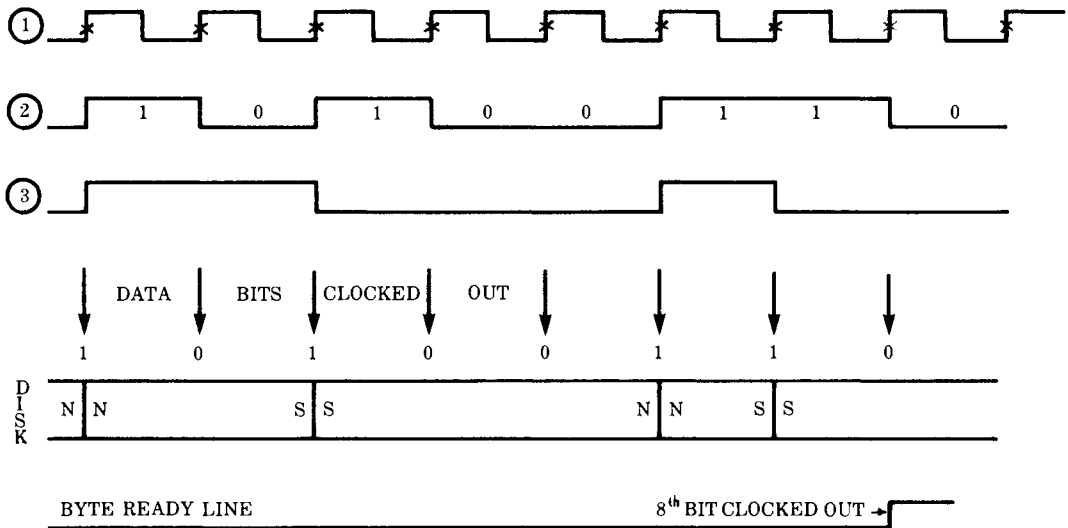 1
2
1 0 1 0 0 1 1 0
3
DATA BITS CLOCKED OUT
1 0 1 0 0 1 1 0
DISK
N N S S N N S S
BYTE READY LINE 8th BIT CLOCKED OUT→